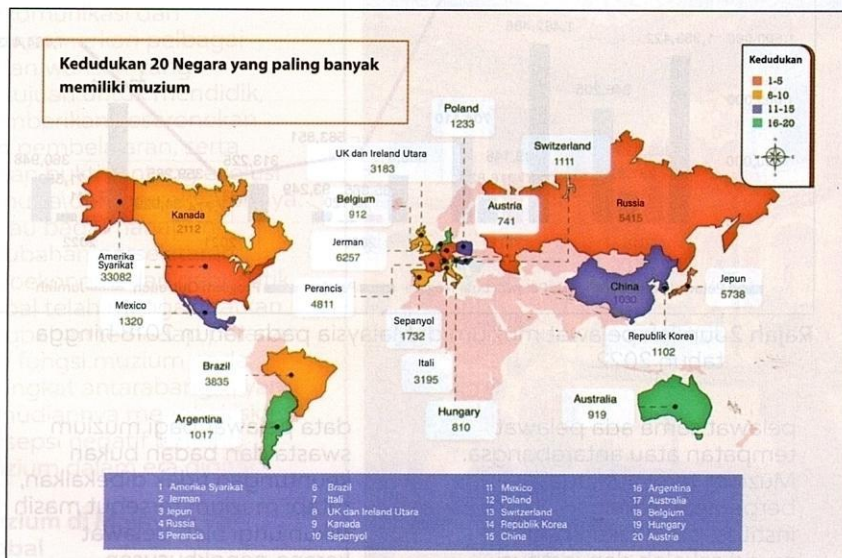 Kedudukan 20 Negara yang paling banyak
memiliki muzium
Kedudukan
1-5
6-10
11-15
16-20
Poland
1233
Switzerland
1111
UK dan Ireland Utara
3183
Belgium
912
Austria
741
Russia
5415
Kanada
2112
Jerman
6257
Amerika
Syarikat
33082
Perancis
4811
China
1030
Jepun
5738
Mexico
1320
Sepanyol
1732
Republik Korea
1102
Brazil
3835
Itali
3195
Australia
919
Argentina
1017
Hungary
810
1 Amerika Syarikat
2 Jerman
3 Jepun
4 Russia
5 Perancis
6 Brazil
7 Itali
8 UK dan Ireland Utara
9 Kanada
10 Sepanyol
11 Mexico
12 Poland
13 Switzerland
14 Republik Korea
15 China
16 Argentina
17 Australia
18 Belgium
19 Hungary
20 Austria